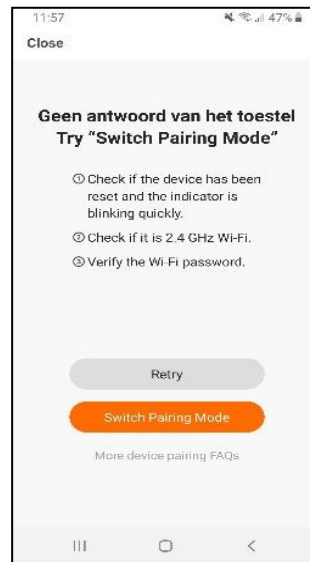 11:57 47%
Close
Geen antwoord van het toestel
Try “Switch Pairing Mode”
① Check if the device has been
reset and the indicator is
blinking quickly.
② Check if it is 2.4 GHz Wi-Fi.
③ Verify the Wi-Fi password.
Retry
Switch Pairing Mode
More device pairing FAQs